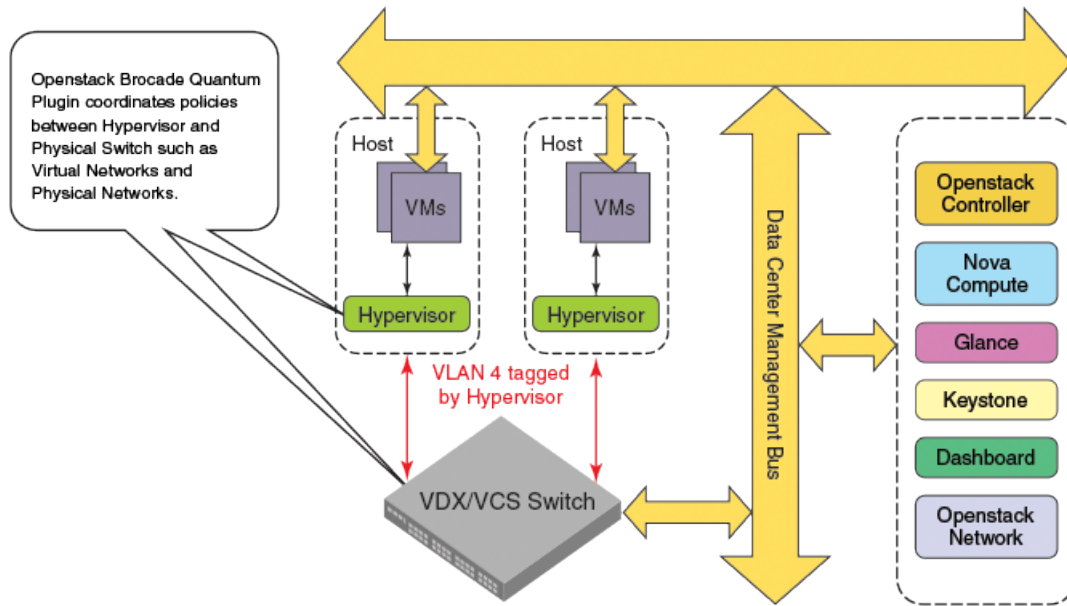 Openstack Brocade Quantum
Plugin coordinates policies
between Hypervisor and
Physical Switch such as
Virtual Networks and
Physical Networks.
Host
VMs
Hypervisor
Host
VMs
Hypervisor
VLAN 4 tagged
by Hypervisor
VDX/VCS Switch
Data Center Management Bus
Openstack
Controller
Nova
Compute
Glance
Keystone
Dashboard
Openstack
Network